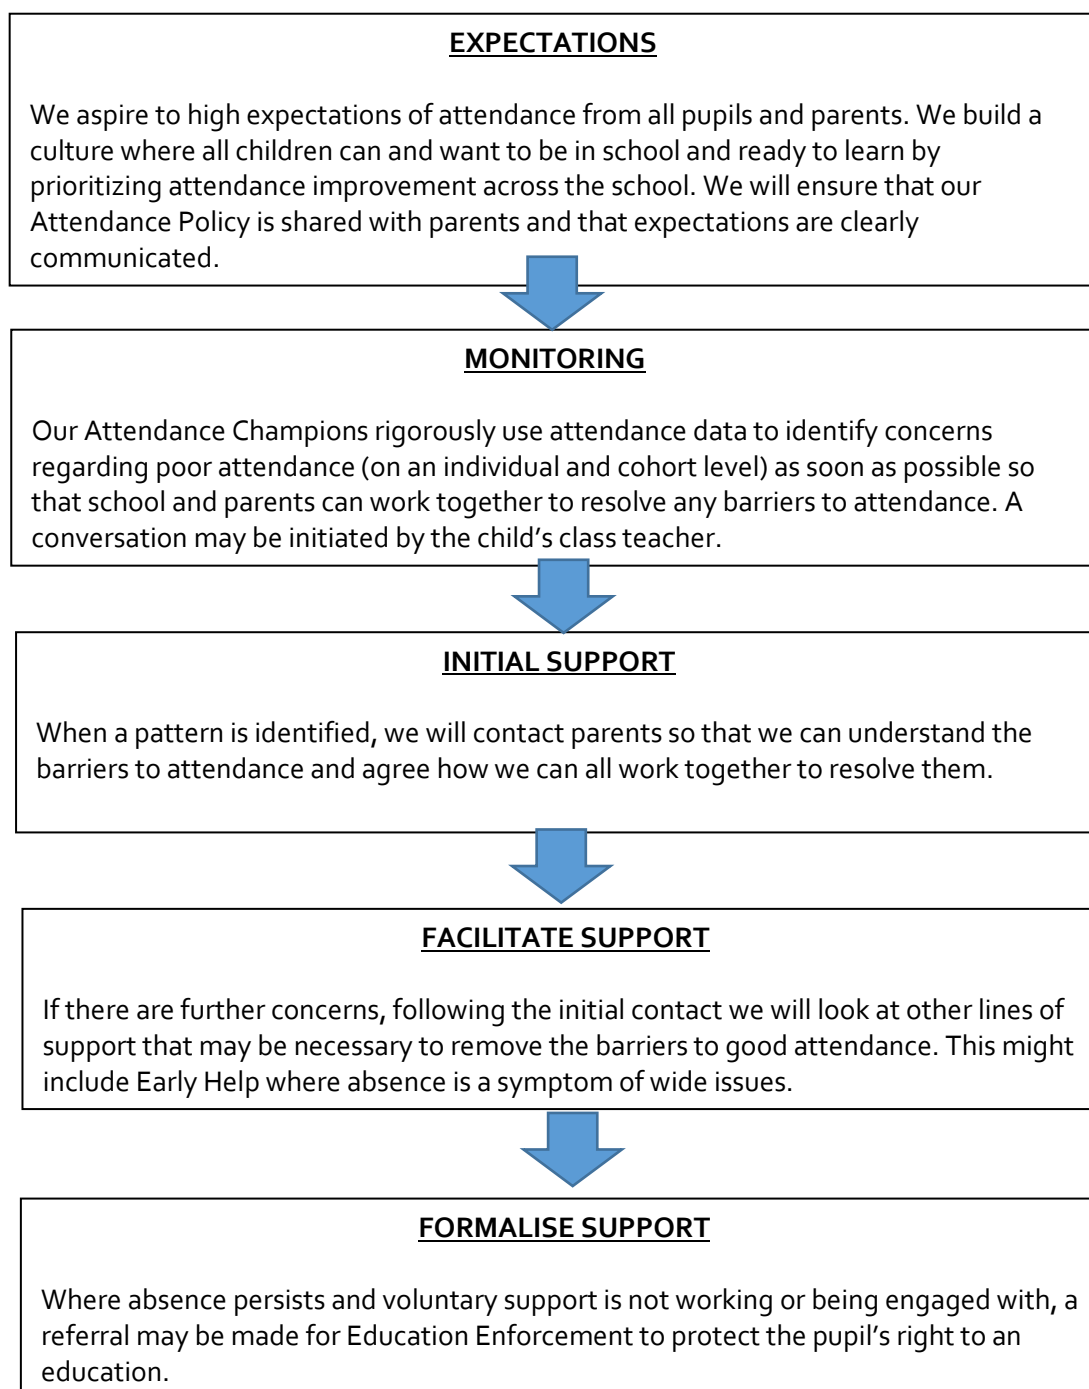 EXPECTATIONS
We aspire to high expectations of attendance from all pupils and parents. We build a
culture where all children can and want to be in school and ready to learn by
prioritizing attendance improvement across the school. We will ensure that our
Attendance Policy is shared with parents and that expectations are clearly
communicated.
MONITORING
Our Attendance Champions rigorously use attendance data to identify concerns
regarding poor attendance (on an individual and cohort level) as soon as possible so
that school and parents can work together to resolve any barriers to attendance. A
conversation may be initiated by the child’s class teacher.
INITIAL SUPPORT
When a pattern is identified, we will contact parents so that we can understand the
barriers to attendance and agree how we can all work together to resolve them.
FACILITATE SUPPORT
If there are further concerns, following the initial contact we will look at other lines of
support that may be necessary to remove the barriers to good attendance. This might
include Early Help where absence is a symptom of wide issues.
FORMALISE SUPPORT
Where absence persists and voluntary support is not working or being engaged with, a
referral may be made for Education Enforcement to protect the pupil’s right to an
education.